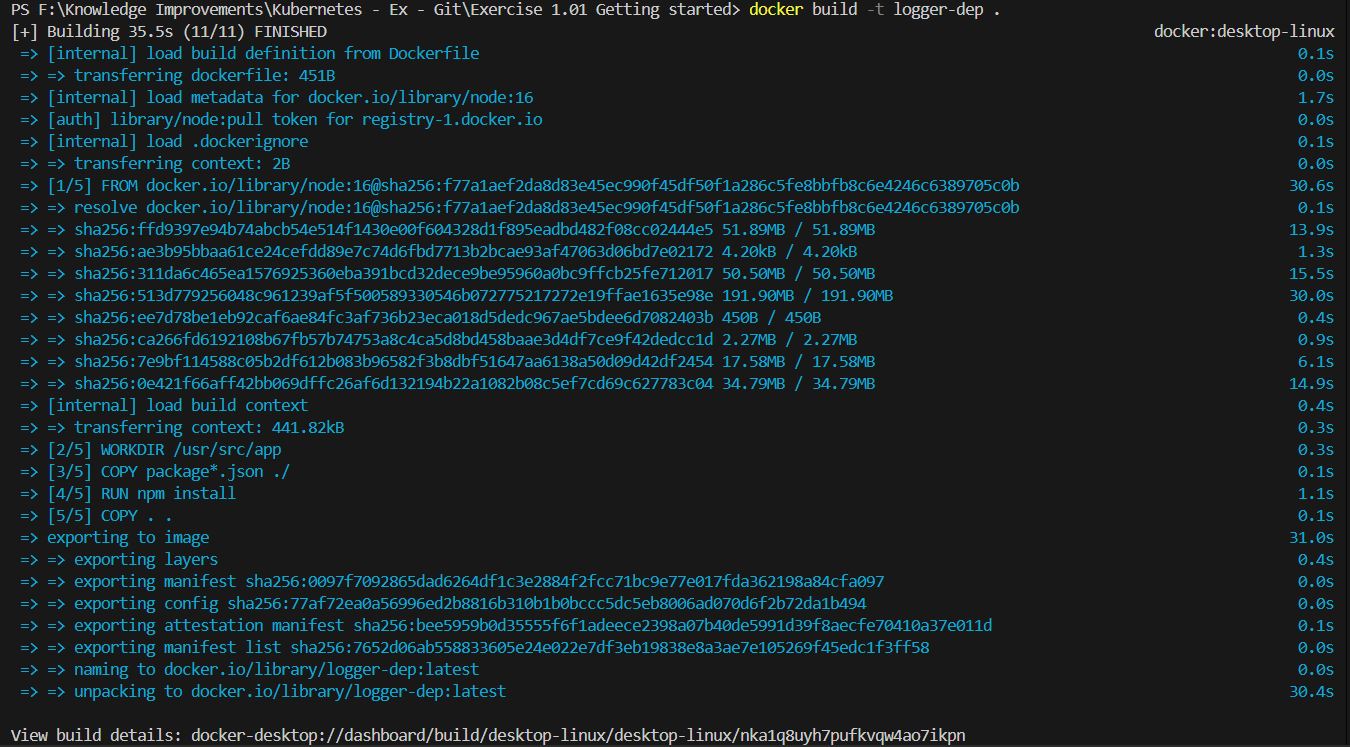 PS F:\Knowledge Improvements\Kubernetes - Ex - Git\Exercise 1.01 Getting started> docker build -t logger-dep .
[+] Building 35.5s (11/11) FINISHED docker:desktop-linux
=> [internal] load build definition from Dockerfile 0.1s
=> => transferring dockerfile: 451B 0.0s
=> [internal] load metadata for docker.io/library/node:16 1.7s
=> [auth] library/node:pull token for registry-1.docker.io 0.0s
=> [internal] load .dockerignore 0.1s
=> => transferring context: 2B 0.0s
=> [1/5] FROM docker.io/library/node:16@sha256:f77a1aef2da8d83e45ec990f45df50f1a286c5fe8bbfb8c6e4246c6389705c0b 30.6s
=> => resolve docker.io/library/node:16@sha256:f77a1aef2da8d83e45ec990f45df50f1a286c5fe8bbfb8c6e4246c6389705c0b 0.1s
=> => sha256:ffd9397e94b74abcb54e514f1430e00f604328d1f895eadbd482f08cc02444e5 51.89MB / 51.89MB 13.9s
=> => sha256:ae3b95bbaa61ce24cefdd89e7c74d6fbd7713b2bcae93af47063d06bd7e02172 4.20kB / 4.20kB 1.3s
=> => sha256:311da6c465ea1576925360eba391bcd32dece9be95960a0bc9ffcb25fe712017 50.50MB / 50.50MB 15.5s
=> => sha256:513d779256048c961239af5f500589330546b072775217272e19ffae1635e98e 191.90MB / 191.90MB 30.0s
=> => sha256:ee7d78be1eb92caf6ae84fc3af736b23eca018d5dedc967ae5bdee6d7082403b 450B / 450B 0.4s
=> => sha256:ca266fd6192108b67fb57b74753a8c4ca5d8bd458baae3d4df7ce9f42dedcc1d 2.27MB / 2.27MB 0.9s
=> => sha256:7e9bf114588c05b2df612b083b96582f3b8dbf51647aa6138a50d09d42df2454 17.58MB / 17.58MB 6.1s
=> => sha256:0e421f66aff42bb069dffc26af6d132194b22a1082b08c5ef7cd69c627783c04 34.79MB / 34.79MB 14.9s
=> [internal] load build context 0.4s
=> => transferring context: 441.82kB 0.3s
=> [2/5] WORKDIR /usr/src/app 0.3s
=> [3/5] COPY package*.json ./ 0.1s
=> [4/5] RUN npm install 1.1s
=> [5/5] COPY . . 0.1s
=> exporting to image 31.0s
=> => exporting layers 0.4s
=> => exporting manifest sha256:0097f7092865dad6264df1c3e2884f2fcc71bc9e77e017fda362198a84cfa097 0.0s
=> => exporting config sha256:77af72ea0a56996ed2b8816b310b1b0bccc5dc5eb8006ad070d6f2b72da1b494 0.0s
=> => exporting attestation manifest sha256:bee5959b0d35555f6f1adeece2398a07b40de5991d39f8aecfe70410a37e011d 0.1s
=> => exporting manifest list sha256:7652d06ab558833605e24e022e7df3eb19838e8a3ae7e105269f45edc1f3ff58 0.0s
=> => naming to docker.io/library/logger-dep:latest 0.0s
=> => unpacking to docker.io/library/logger-dep:latest 30.4s
View build details: docker-desktop://dashboard/build/desktop-linux/desktop-linux/nka1q8uyh7pufkvqw4ao7ikpn